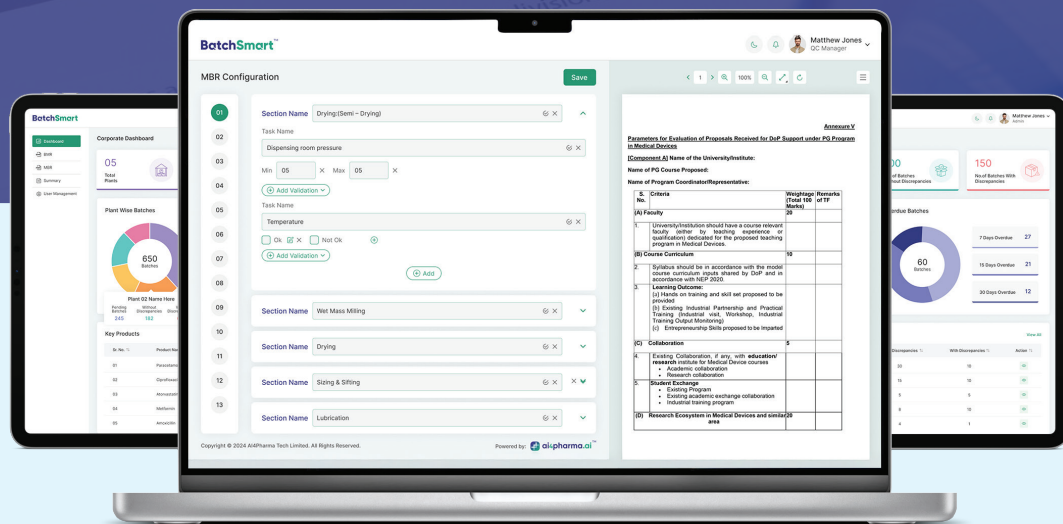 BatchSmart™
Matthew Jones
QC Manager
MBR Configuration
Save
01
02
03
04
05
06
07
08
09
10
11
12
13
Section Name Drying:(Semi – Drying)
Task Name
Dispensing room pressure
Min 05 Max 05
Add Validation
Task Name
Temperature
Ok Not Ok
Add Validation
Add
Section Name Wet Mass Milling
Section Name Drying
Section Name Sizing & Sifting
Section Name Lubrication
Copyright © 2024 AI4Pharma Tech Limited. All Rights Reserved.
Powered by: ai4pharma.ai™
1 100%
Annexure V
Parameters for Evaluation of Proposals Received for DoP Support under PG Program
in Medical Devices
[Component A] Name of the University/Institute:
Name of PG Course Proposed:
Name of Program Coordinator/Representative:
S. No. Criteria Weightage (Total 100 Marks) Remarks of TF
(A) Faculty 20
1. University/Institution should have a course relevant
faculty (either by teaching experience or
qualification) dedicated for the proposed teaching
program in Medical Devices.
(B) Course Curriculum 10
2. Syllabus should be in accordance with the model
course curriculum inputs shared by DoP and in
accordance with NEP 2020.
3. Learning Outcome:
(a) Hands on training and skill set proposed to be
provided
(b) Existing Industrial Partnership and Practical
Training (Industrial visit, Workshop, Industrial
Training Output Monitoring)
(c) Entrepreneurship Skills proposed to be Imparted
(C) Collaboration 5
4. Existing Collaboration, if any, with education/
research institute for Medical Device courses
• Academic collaboration
• Research collaboration
5. Student Exchange
• Existing Program
• Existing academic exchange collaboration
• Industrial training program
(D) Research Ecosystem in Medical Devices and similar 20
area
BatchSmart
Dashboard
BMR
MBR
Summary
User Management
Corporate Dashboard
05
Total
Plants
Plant Wise Batches
650
Batches
Plant 02 Name Here
Pending
Batches
Without
Discrepancies
245
182
Key Products
Sr. No.
01
02
03
04
05
Matthew Jones
Admin
150
No.of Batches With
Discrepancies
60
Batches
7 Days Overdue 27
15 Days Overdue 21
30 Days Overdue 12
View All
With Discrepancies Action
10
10
5
10
1